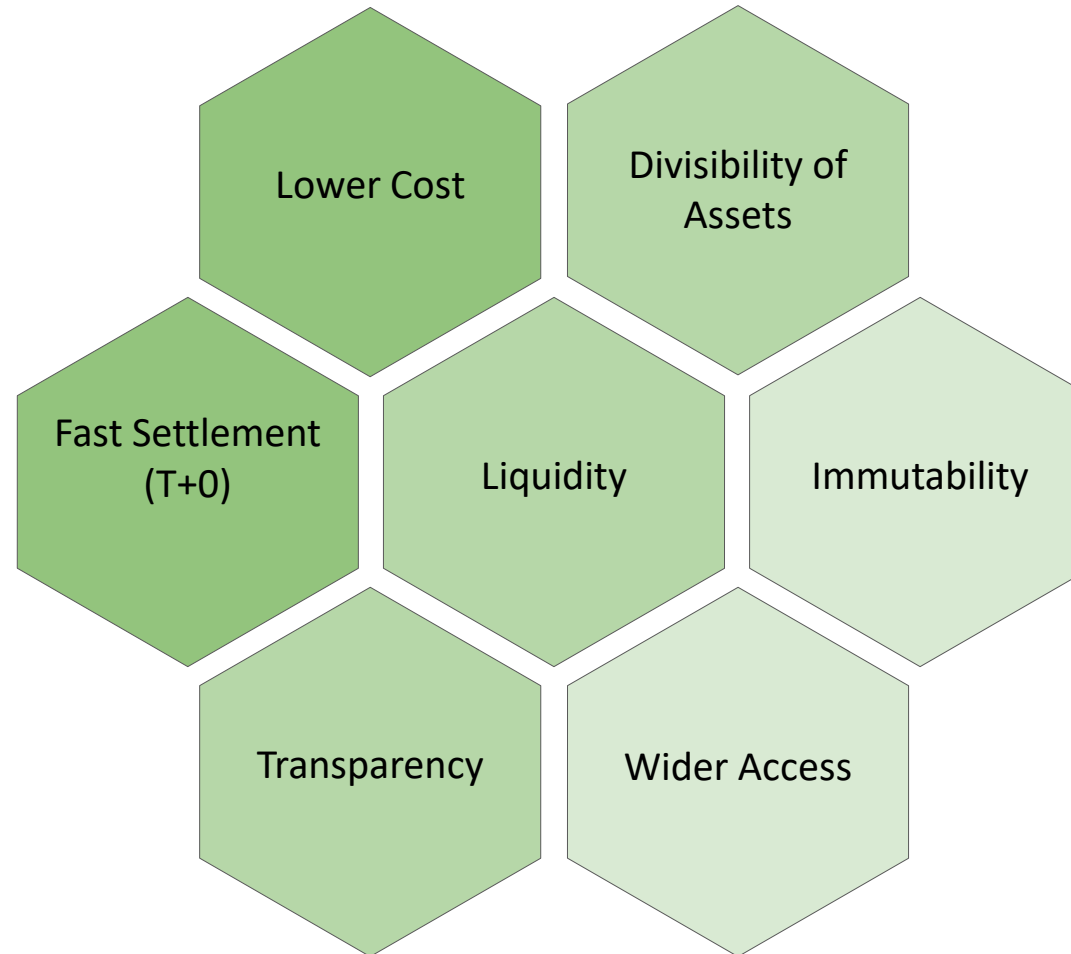 Lower Cost
Divisibility of
Assets
Fast Settlement
(T+0)
Liquidity
Immutability
Transparency
Wider Access